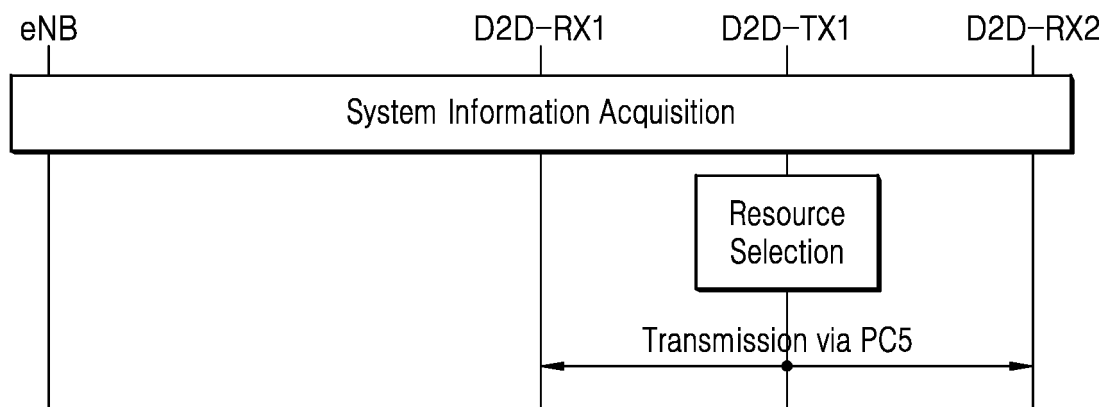 eNB
D2D-RX1
D2D-TX1
D2D-RX2
System Information Acquisition
Resource
Selection
Transmission via PC5